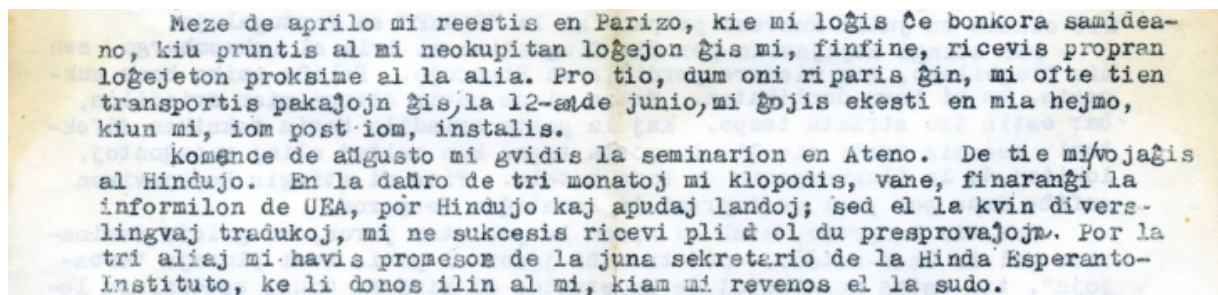 Meze de aprilo mi reestis en Parizo, kie mi loĝis ĉe bonkora samidea-
no, kiu pruntis al mi neokupitan loĝejon ĝis mi, finfine, ricevis propran
loĝejeton proksime al la alia. Pro tio, dum oni riparis ĝin, mi ofte tien
transportis pakaĵojn ĝis, la 12-an de junio, mi ĝojis ekesti en mia hejmo,
kiun mi, iom post iom, instalis.
Komence de aŭgusto mi gvidis la seminarion en Ateno. De tie mi vojaĝis
al Hindujo. En la daŭro de tri monatoj mi klopodis, vane, finaranĝi la
informilon de UEA, por Hindujo kaj apudaj landoj; sed el la kvin divers-
lingvaj tradukoj, mi ne sukcesis ricevi pli ol du presprovaĵojn. Por la
tri aliaj mi havis promeson de la juna sekretario de la Hinda Esperanto-
Instituto, ke li donos ilin al mi, kiam mi revenos el la sudo.